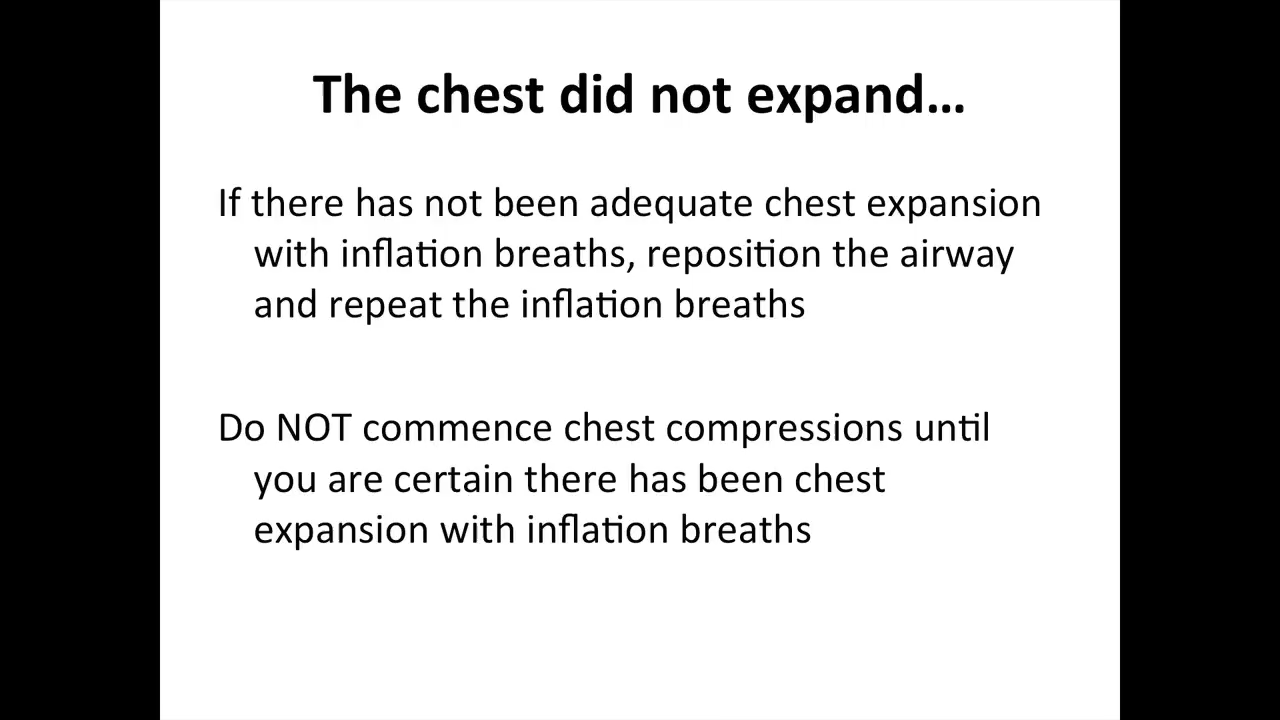 The chest did not expand…
If there has not been adequate chest expansion
with inflation breaths, reposition the airway
and repeat the inflation breaths
Do NOT commence chest compressions until
you are certain there has been chest
expansion with inflation breaths